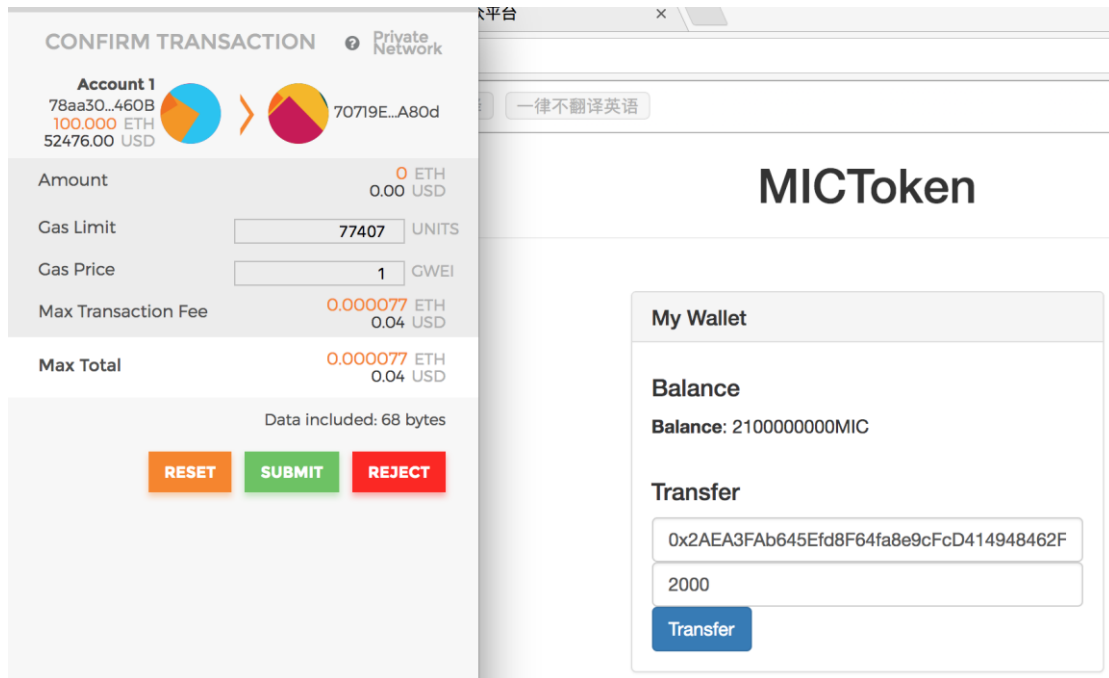 CONFIRM TRANSACTION
Private
Network
Account 1
78aa30...460B
100.000 ETH
52476.00 USD
70719E...A80d
Amount
0 ETH
0.00 USD
Gas Limit
77407 UNITS
Gas Price
1 GWEI
Max Transaction Fee
0.000077 ETH
0.04 USD
Max Total
0.000077 ETH
0.04 USD
Data included: 68 bytes
RESET SUBMIT REJECT
众平台
一律不翻译英语
MICToken
My Wallet
Balance
Balance: 2100000000MIC
Transfer
0x2AEA3FAb645Efd8F64fa8e9cFcD414948462F
2000
Transfer